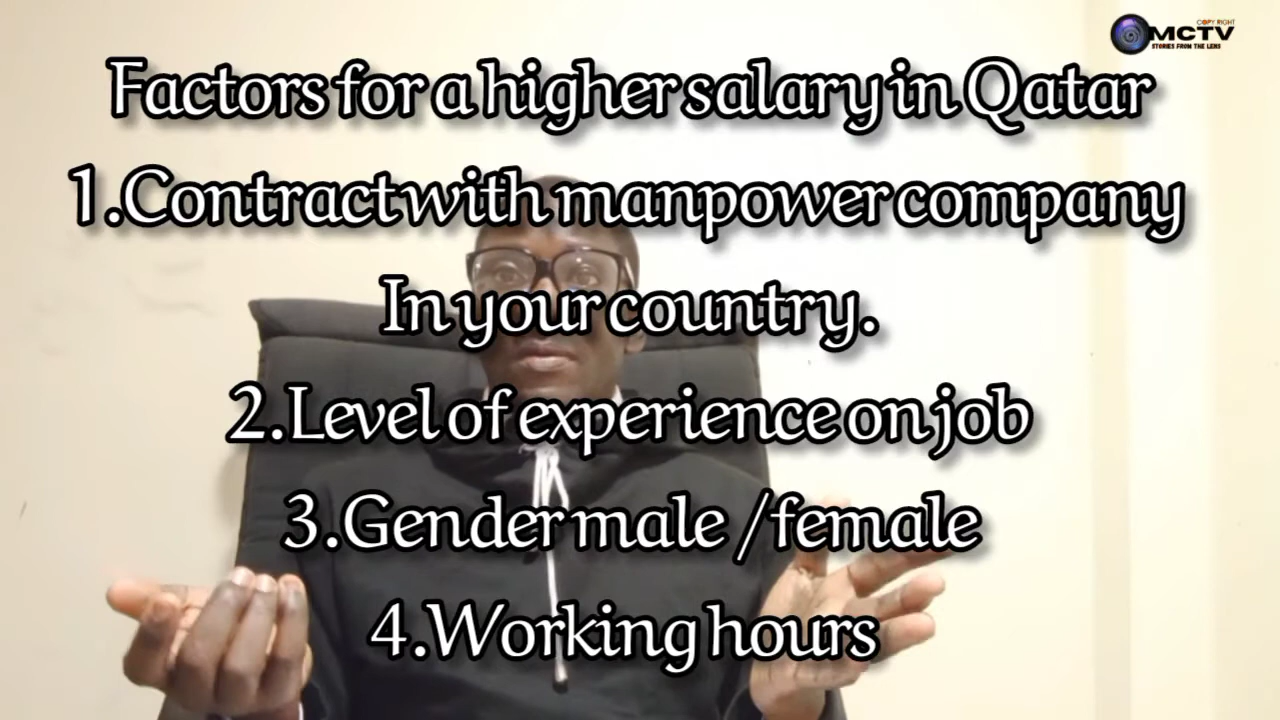 COPY RIGHT
MCTV
STORIES FROM THE LENS
Factors for a higher salary in Qatar
1.Contract with manpower company
In your country.
2.Level of experience on job
3.Gender male /female
4.Working hours